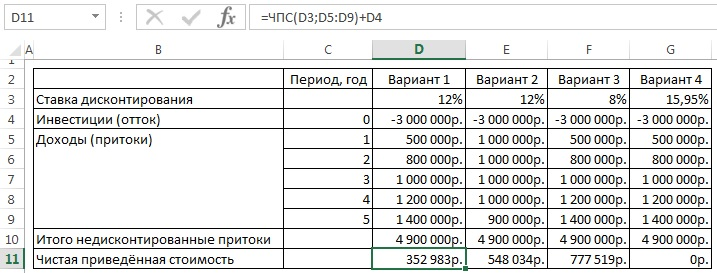 D11 fx =ЧПС(D3;D5:D9)+D4
A B C D E F G
1
2 Период, год Вариант 1 Вариант 2 Вариант 3 Вариант 4
3 Ставка дисконтирования 12% 12% 8% 15,95%
4 Инвестиции (отток) 0 -3 000 000р. -3 000 000р. -3 000 000р. -3 000 000р.
5 Доходы (притоки) 1 500 000р. 1 000 000р. 500 000р. 500 000р.
6 2 800 000р. 1 000 000р. 800 000р. 800 000р.
7 3 1 000 000р. 1 000 000р. 1 000 000р. 1 000 000р.
8 4 1 200 000р. 1 000 000р. 1 200 000р. 1 200 000р.
9 5 1 400 000р. 900 000р. 1 400 000р. 1 400 000р.
10 Итого недисконтированные притоки 4 900 000р. 4 900 000р. 4 900 000р. 4 900 000р.
11 Чистая приведённая стоимость 352 983р. 548 034р. 777 519р. 0р.